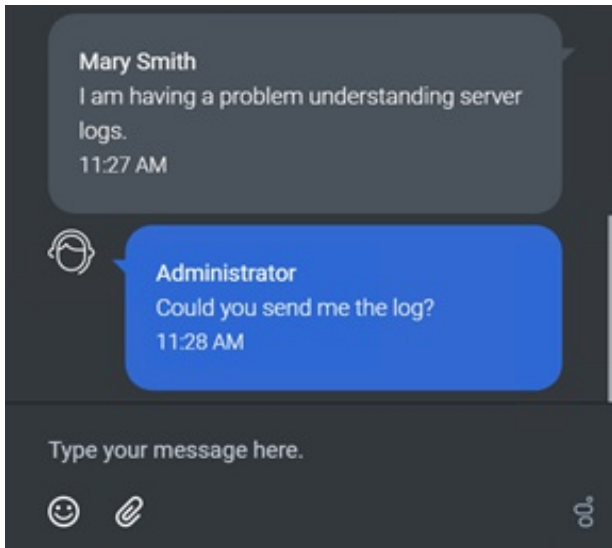 Mary Smith
I am having a problem understanding server
logs.
11:27 AM
Administrator
Could you send me the log?
11:28 AM
Type your message here.